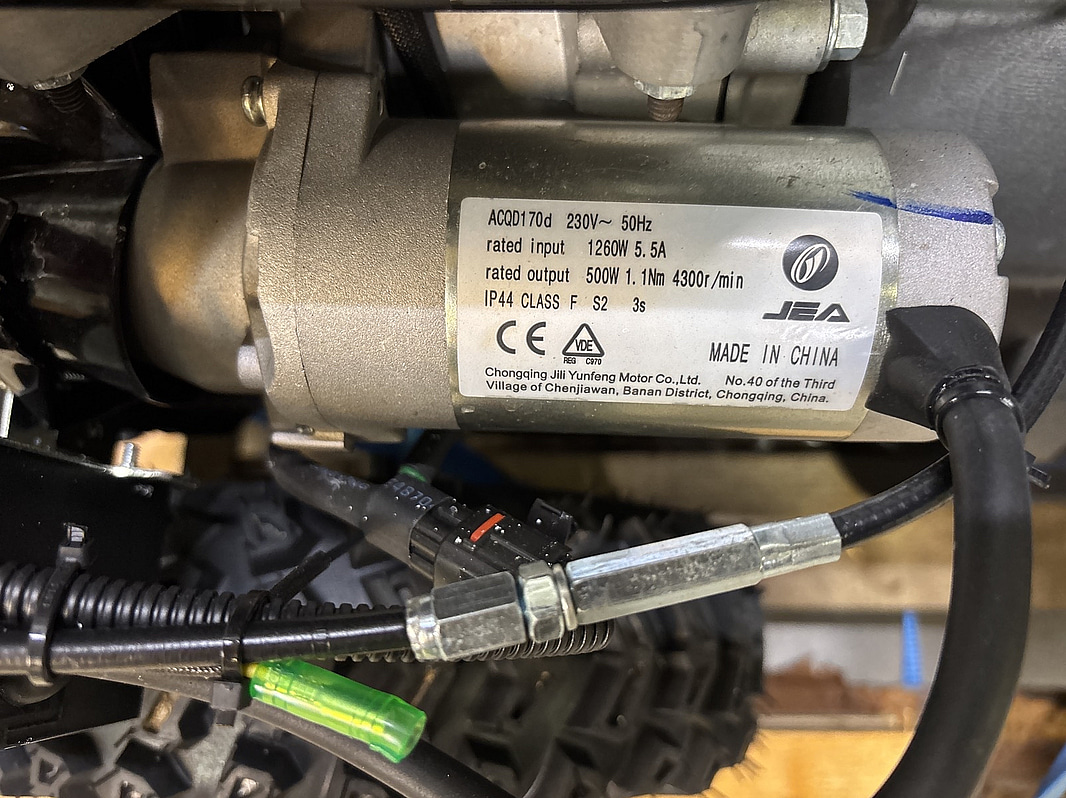 ACQD170d 230V~ 50Hz
rated input 1260W 5.5A
rated output 500W 1.1Nm 4300r/min
IP44 CLASS F S2 3s
JEA
CE
VDE
REG C970
MADE IN CHINA
Chongqing Jili Yunfeng Motor Co.,Ltd. No.40 of the Third
Village of Chenjiawan, Banan District, Chongqing, China.